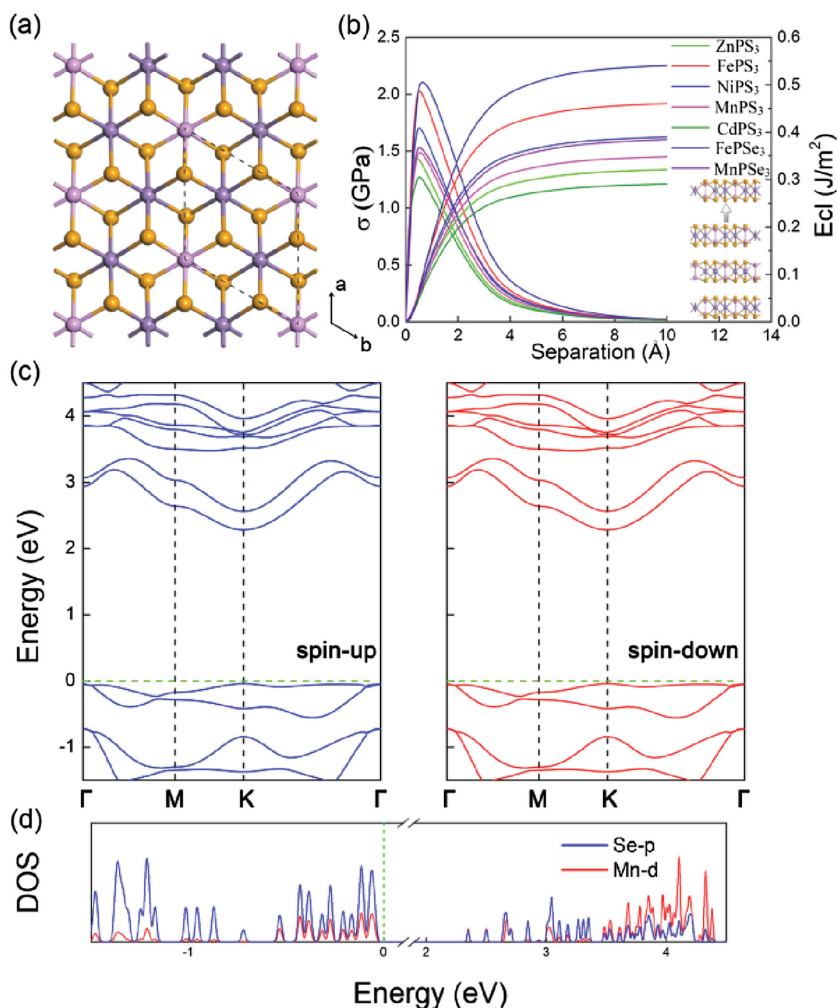 (a)
a
b
(b)
2.5
2.0
1.5
1.0
0.5
0.0
σ (GPa)
0 2 4 6 8 10 12 14
Separation (Å)
0.6
0.5
0.4
0.3
0.2
0.1
0.0
Ecl (J/m²)
ZnPS₃
FePS₃
NiPS₃
MnPS₃
CdPS₃
FePSe₃
MnPSe₃
(c)
Energy (eV)
4
3
2
1
0
-1
spin-up
spin-down
Γ M K Γ
Γ M K Γ
(d)
DOS
Se-p
Mn-d
-1 0 2 3 4
Energy (eV)